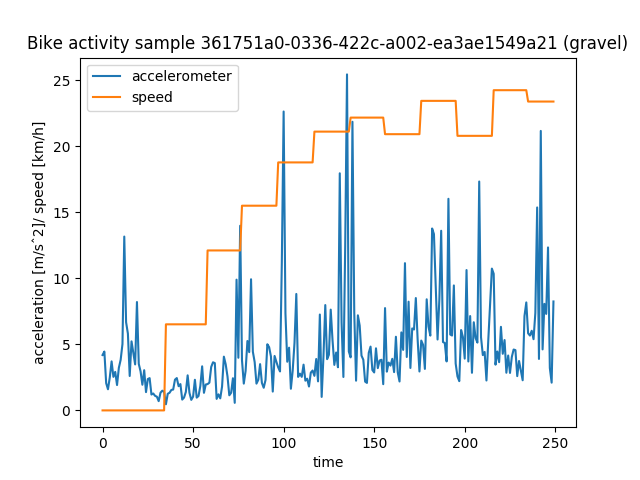 Bike activity sample 361751a0-0336-422c-a002-ea3ae1549a21 (gravel)
accelerometer
speed
acceleration [m/s^2]/ speed [km/h]
25
20
15
10
5
0
0 50 100 150 200 250
time